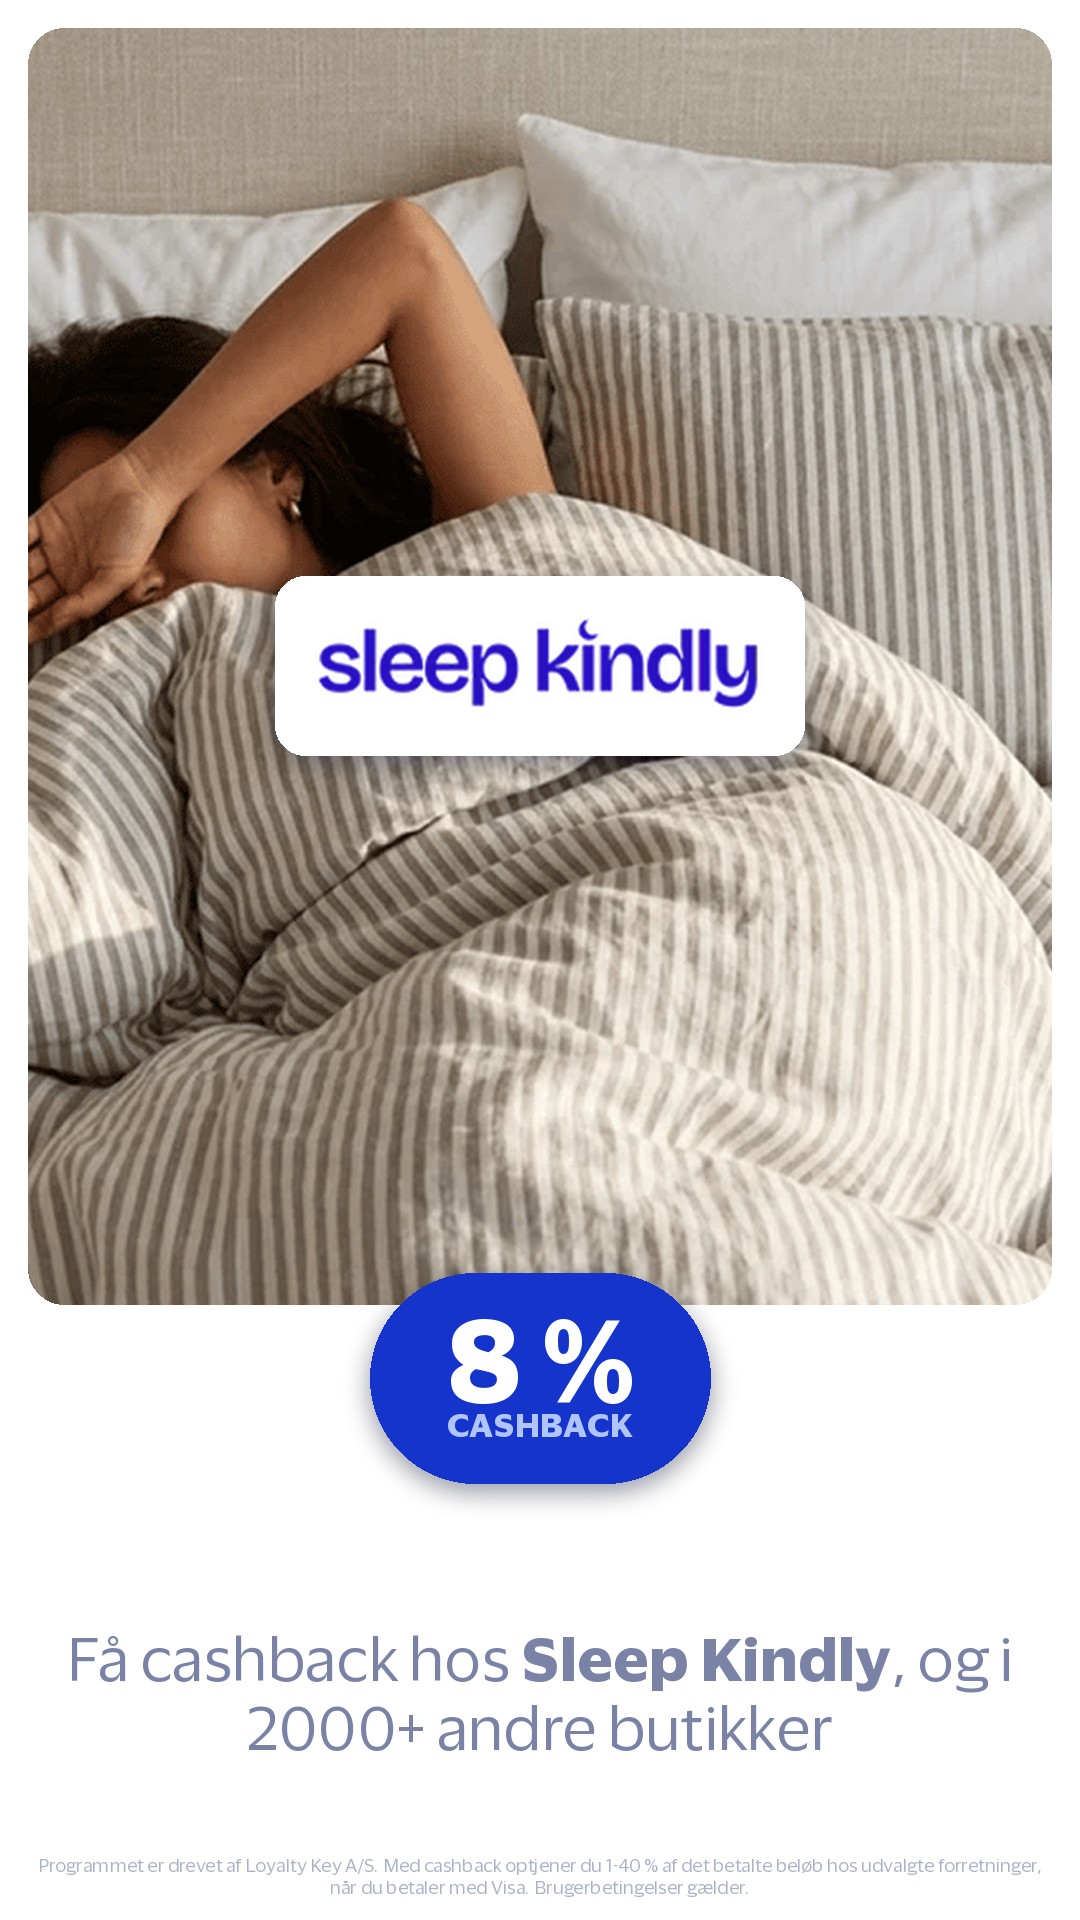 sleep kindly
8 %
CASHBACK
Få cashback hos Sleep Kindly, og i
2000+ andre butikker
Programmet er drevet af Loyalty Key A/S. Med cashback optjener du 1-40 % af det betalte beløb hos udvalgte forretninger,
når du betaler med Visa. Brugerbetingelser gælder.